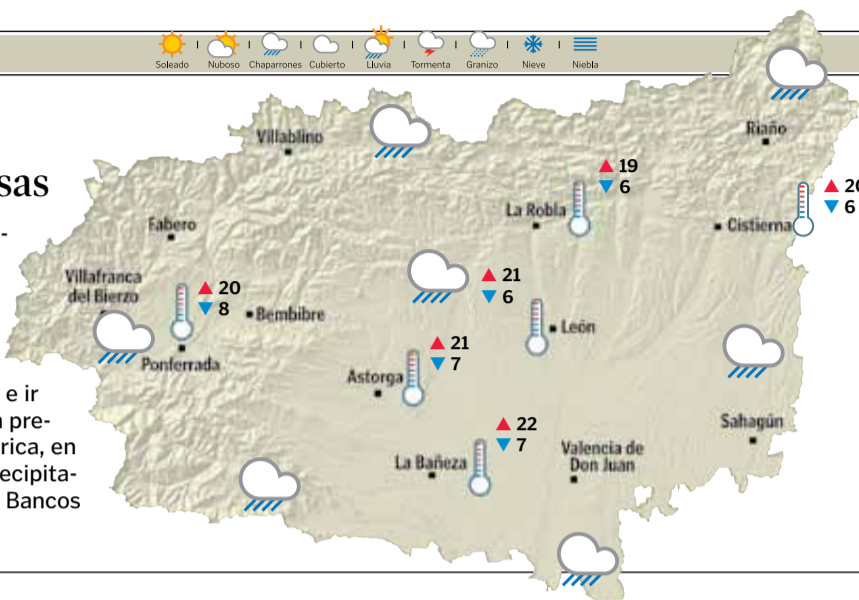 Soleado
Nuboso
Chaparrones
Cubierto
Lluvia
Tormenta
Granizo
Nieve
Niebla
sas
-
e ir
pre-
rica, en
ecipita-
Bancos
Villablino
Riaño
19
6
La Robla
20
6
Cistierna
Fabero
Villafranca
del Bierzo
20
8
Bembibre
Ponferrada
21
6
León
21
7
Astorga
22
7
La Bañeza
Valencia de
Don Juan
Sahagún